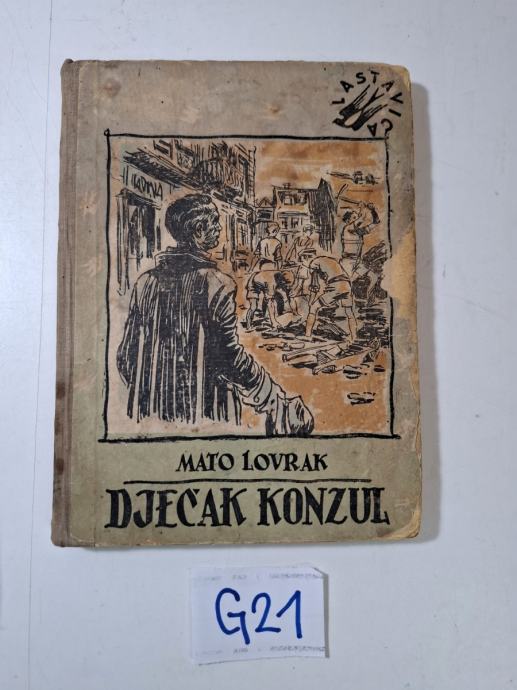 LASTAVICA
MATO LOVRAK
DJEČAK KONZUL
G21